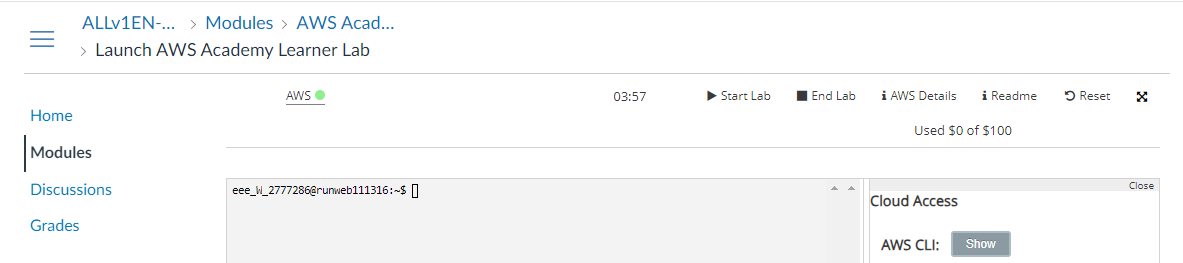 ALLv1EN-... > Modules > AWS Acad...
> Launch AWS Academy Learner Lab
AWS 03:57 Start Lab End Lab AWS Details Readme Reset
Used $0 of $100
Home
Modules
Discussions
Grades
eee_W_2777286@runweb111316:~$
Close
Cloud Access
AWS CLI: Show